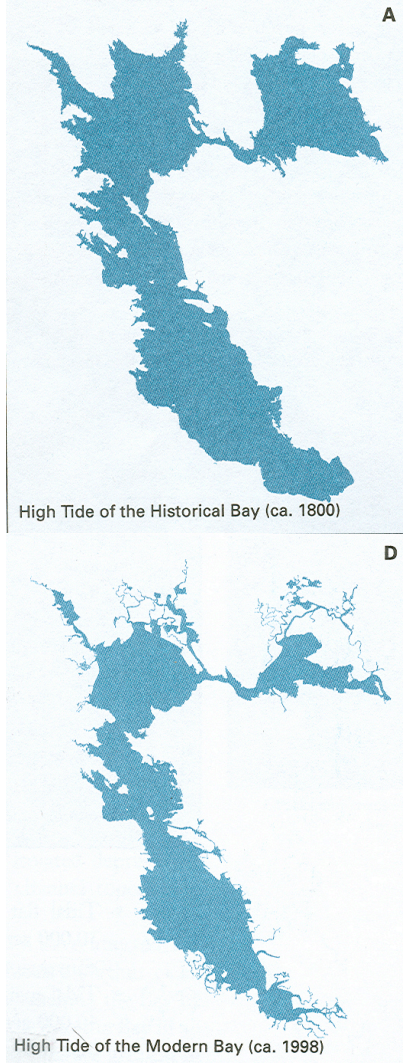 A
High Tide of the Historical Bay (ca. 1800)
D
High Tide of the Modern Bay (ca. 1998)